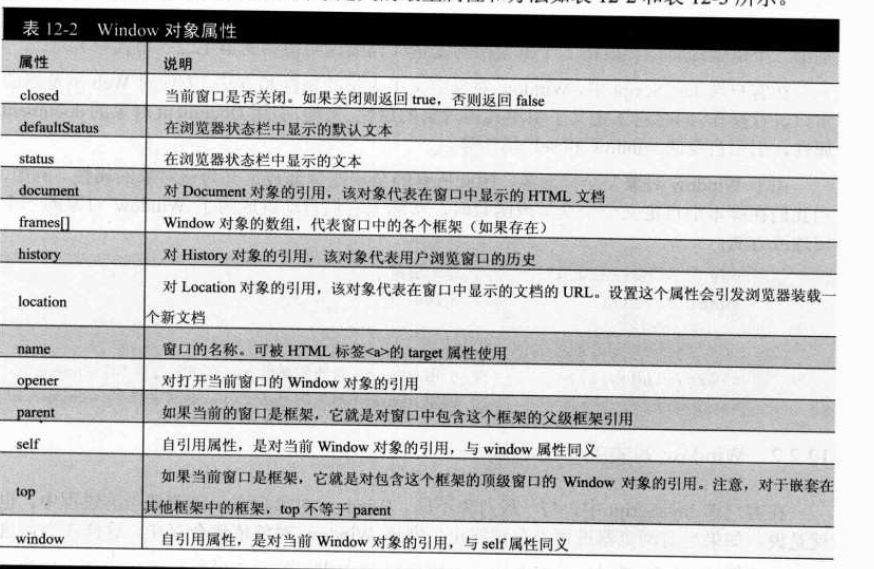 最主要属性和方法如表 12-2 和表 12-3 所示。
表 12-2 Window 对象属性
属性 说明
closed 当前窗口是否关闭。如果关闭则返回 true，否则返回 false
defaultStatus 在浏览器状态栏中显示的默认文本
status 在浏览器状态栏中显示的文本
document 对 Document 对象的引用，该对象代表在窗口中显示的 HTML 文档
frames[] Window 对象的数组，代表窗口中的各个框架（如果存在）
history 对 History 对象的引用，该对象代表用户浏览窗口的历史
location 对 Location 对象的引用，该对象代表在窗口中显示的文档的 URL。设置这个属性会引发浏览器装载一
个新文档
name 窗口的名称。可被 HTML 标签<a>的 target 属性使用
opener 对打开当前窗口的 Window 对象的引用
parent 如果当前的窗口是框架，它就是对窗口中包含这个框架的父级框架引用
self 自引用属性，是对当前 Window 对象的引用，与 window 属性同义
top 如果当前窗口是框架，它就是对包含这个框架的顶级窗口的 Window 对象的引用。注意，对于嵌套在
其他框架中的框架，top 不等于 parent
window 自引用属性，是对当前 Window 对象的引用，与 self 属性同义